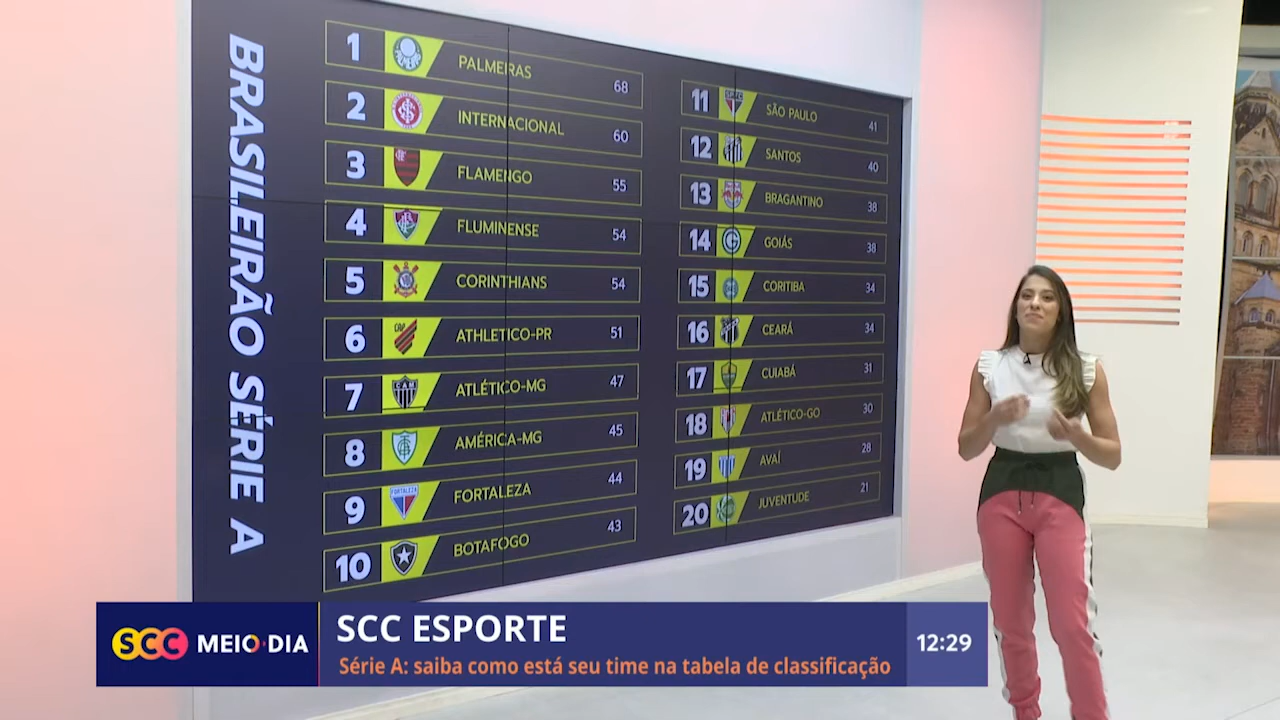 BRASILEIRÃO SÉRIE A
1 PALMEIRAS 68
2 INTERNACIONAL 60
3 FLAMENGO 55
4 FLUMINENSE 54
5 CORINTHIANS 54
6 CAP ATHLETICO-PR 51
7 CAM ATLÉTICO-MG 47
8 AMÉRICA-MG 45
9 FORTALEZA FORTALEZA 44
10 BOTAFOGO 43
11 SÃO PAULO 41
12 SANTOS 40
13 BRAGANTINO 38
14 GOIÁS 38
15 CORITIBA 34
16 CEARÁ 34
17 CUIABÁ 31
18 ATLÉTICO-GO 30
19 AVAÍ 28
20 JUVENTUDE 21
SCC MEIO-DIA
SCC ESPORTE
Série A: saiba como está seu time na tabela de classificação
12:29